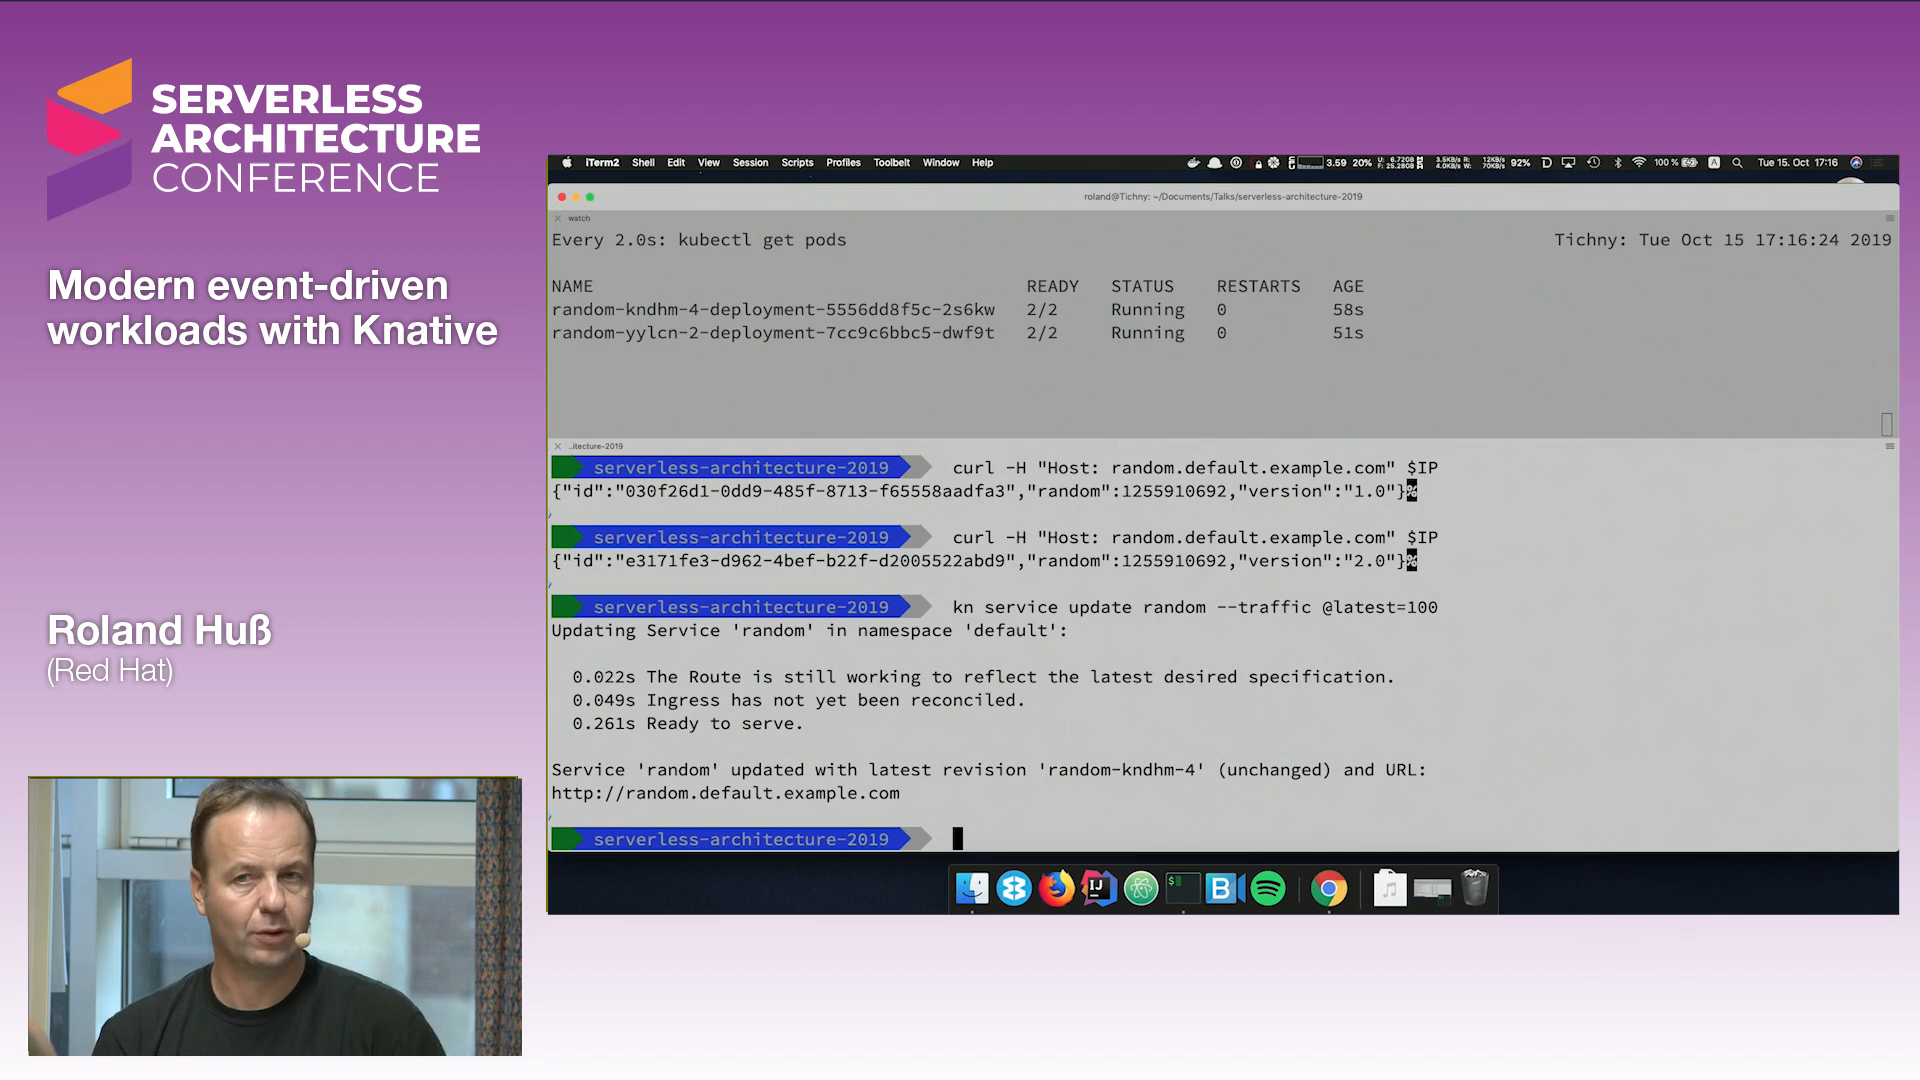 SERVERLESS
ARCHITECTURE
CONFERENCE
Modern event-driven
workloads with Knative
Roland Huß
(Red Hat)
iTerm2 Shell Edit View Session Scripts Profiles Toolbelt Window Help
3.59 20% 92% 100% Tue 15. Oct 17:16
roland@Tichny: ~/Documents/Talks/serverless-architecture-2019
watch
Every 2.0s: kubectl get pods Tichny: Tue Oct 15 17:16:24 2019
NAME READY STATUS RESTARTS AGE
random-kndhm-4-deployment-5556dd8f5c-2s6kw 2/2 Running 0 58s
random-yylcn-2-deployment-7cc9c6bbc5-dwf9t 2/2 Running 0 51s
..itecture-2019
serverless-architecture-2019 curl -H "Host: random.default.example.com" $IP
{"id":"030f26d1-0dd9-485f-8713-f65558aadfa3","random":1255910692,"version":"1.0"}%
serverless-architecture-2019 curl -H "Host: random.default.example.com" $IP
{"id":"e3171fe3-d962-4bef-b22f-d2005522abd9","random":1255910692,"version":"2.0"}%
serverless-architecture-2019 kn service update random --traffic @latest=100
Updating Service 'random' in namespace 'default':
0.022s The Route is still working to reflect the latest desired specification.
0.049s Ingress has not yet been reconciled.
0.261s Ready to serve.
Service 'random' updated with latest revision 'random-kndhm-4' (unchanged) and URL:
http://random.default.example.com
serverless-architecture-2019